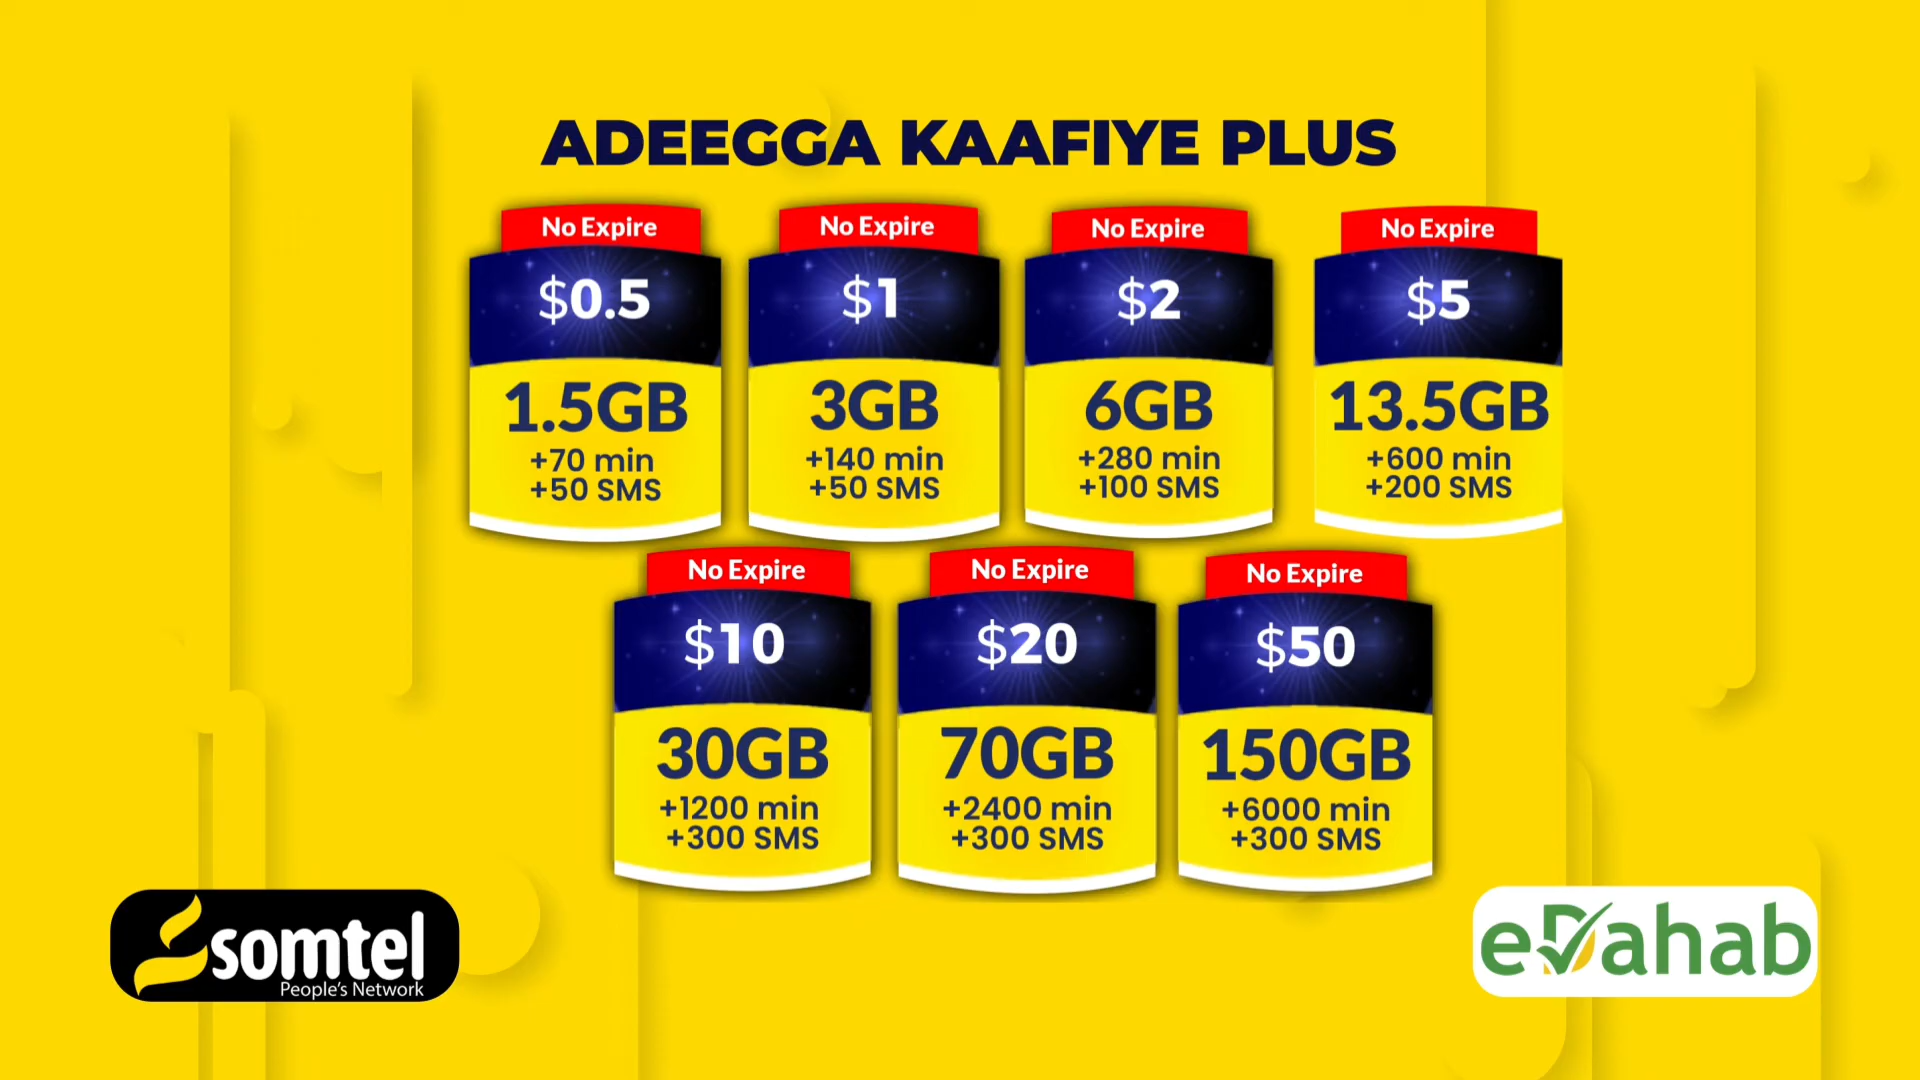 ADEEGGA KAAFIYE PLUS
No Expire
$0.5
1.5GB
+70 min
+50 SMS
No Expire
$1
3GB
+140 min
+50 SMS
No Expire
$2
6GB
+280 min
+100 SMS
No Expire
$5
13.5GB
+600 min
+200 SMS
No Expire
$10
30GB
+1200 min
+300 SMS
No Expire
$20
70GB
+2400 min
+300 SMS
No Expire
$50
150GB
+6000 min
+300 SMS
somtel
People's Network
eDahab